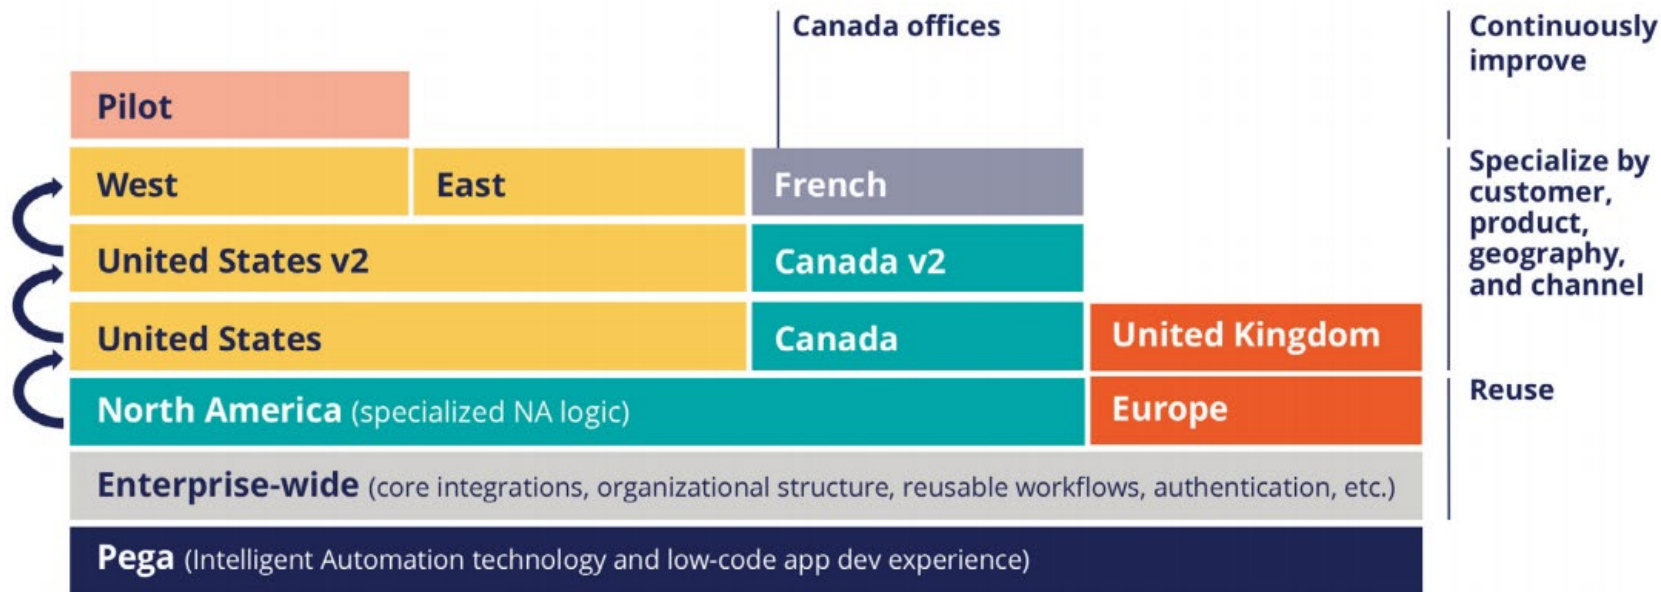 Canada offices
Continuously
improve
Pilot
West
East
French
Specialize by
customer,
product,
geography,
and channel
United States v2
Canada v2
United States
Canada
United Kingdom
North America (specialized NA logic)
Europe
Reuse
Enterprise-wide (core integrations, organizational structure, reusable workflows, authentication, etc.)
Pega (Intelligent Automation technology and low-code app dev experience)